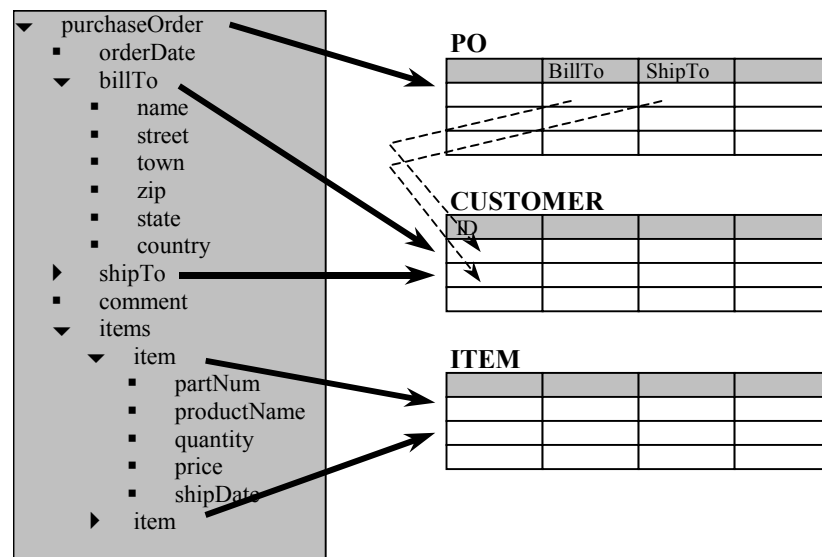 purchaseOrder
orderDate
billTo
name
street
town
zip
state
country
shipTo
comment
items
item
partNum
productName
quantity
price
shipDate
item
PO
BillTo ShipTo
CUSTOMER
ID
ITEM